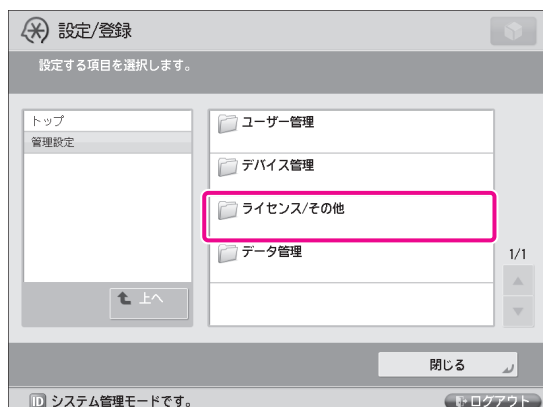 設定/登録
設定する項目を選択します。
トップ
管理設定
上へ
ユーザー管理
デバイス管理
ライセンス/その他
データ管理
1/1
閉じる
ID システム管理モードです。
ログアウト